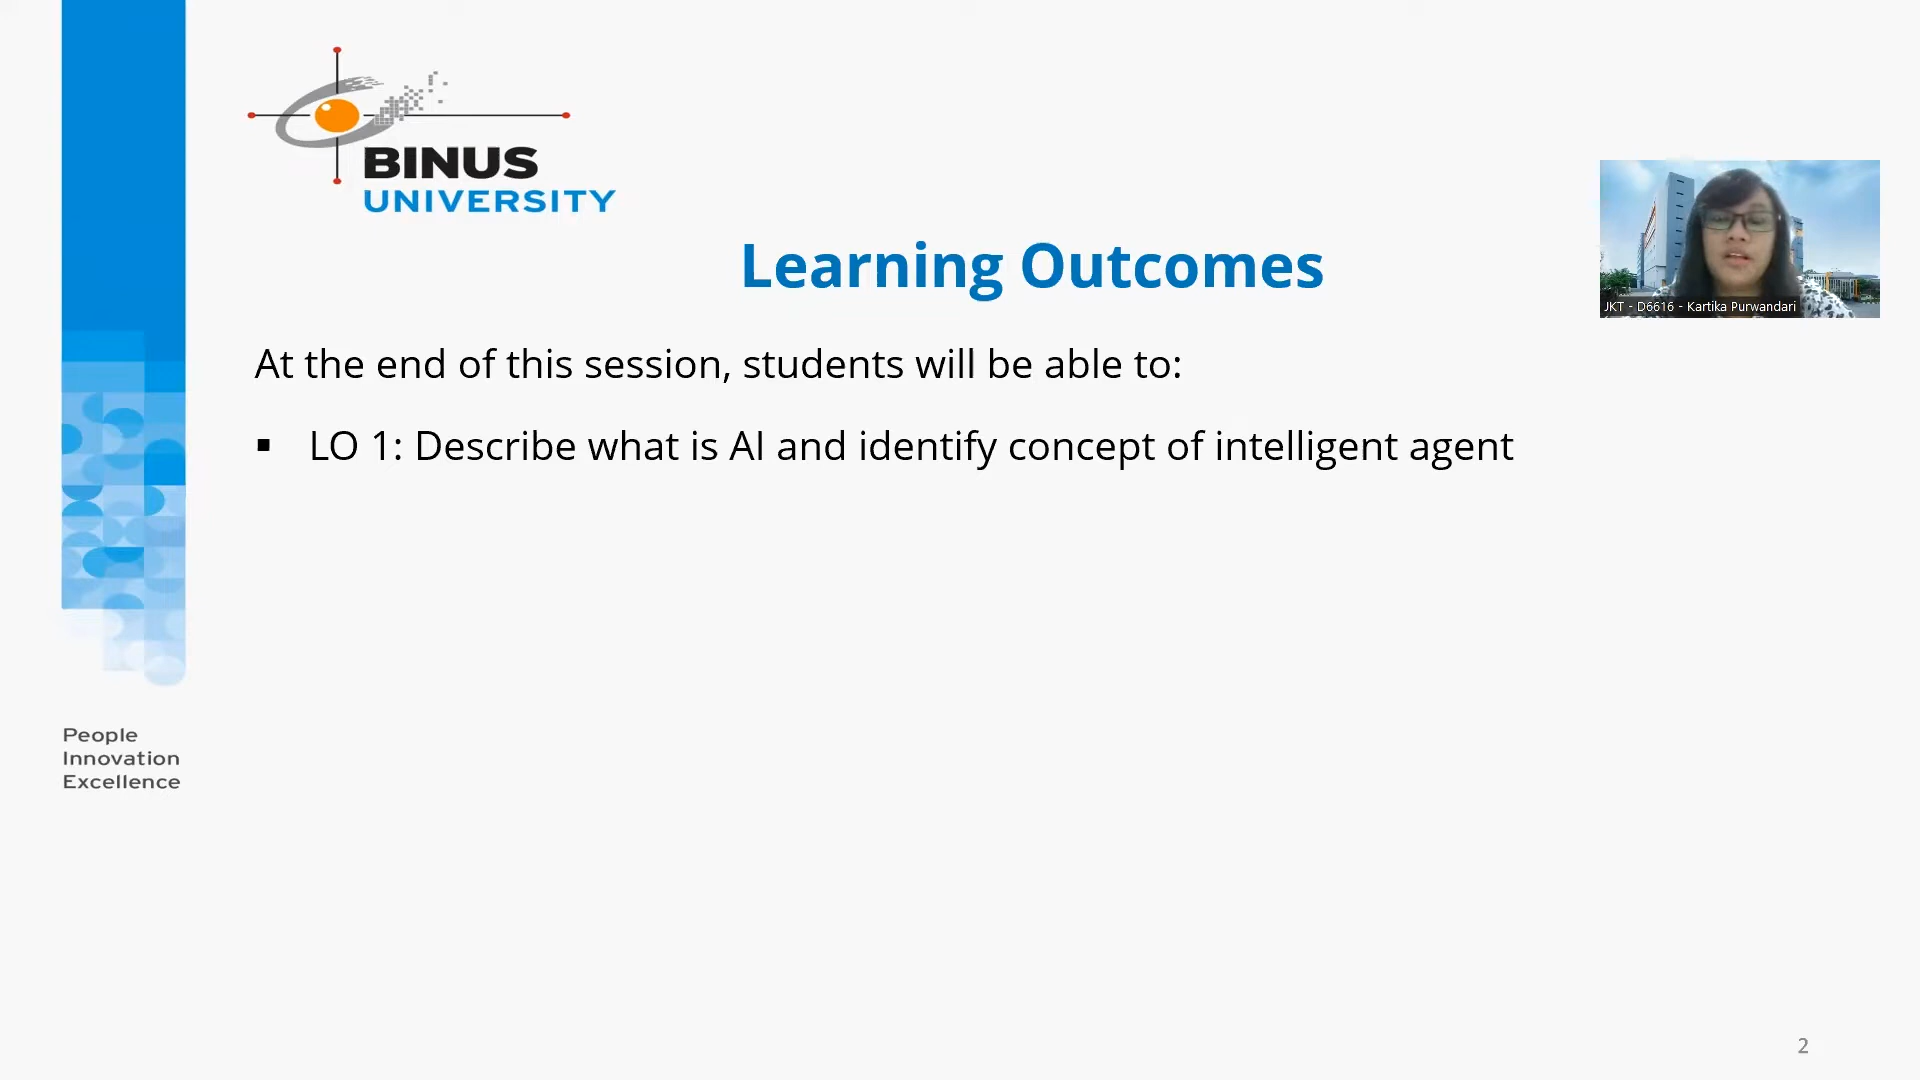 BINUS
UNIVERSITY
Learning Outcomes
JKT - D6616 - Kartika Purwandari
At the end of this session, students will be able to:
▪ LO 1: Describe what is AI and identify concept of intelligent agent
People
Innovation
Excellence
2